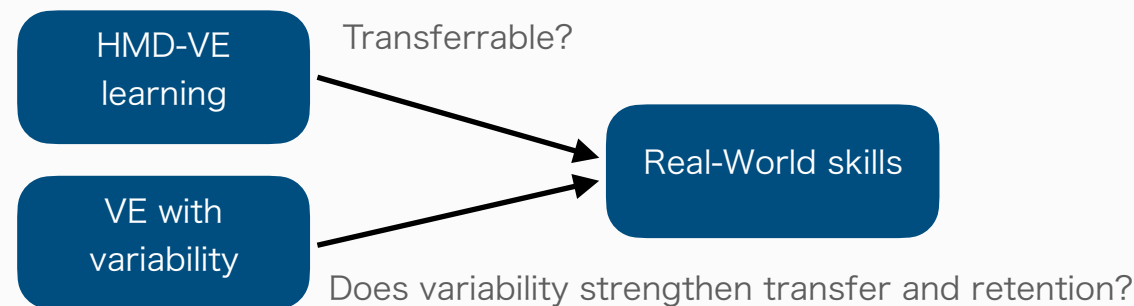 HMD-VE
learning
Transferrable?
Real-World skills
VE with
variability
Does variability strengthen transfer and retention?